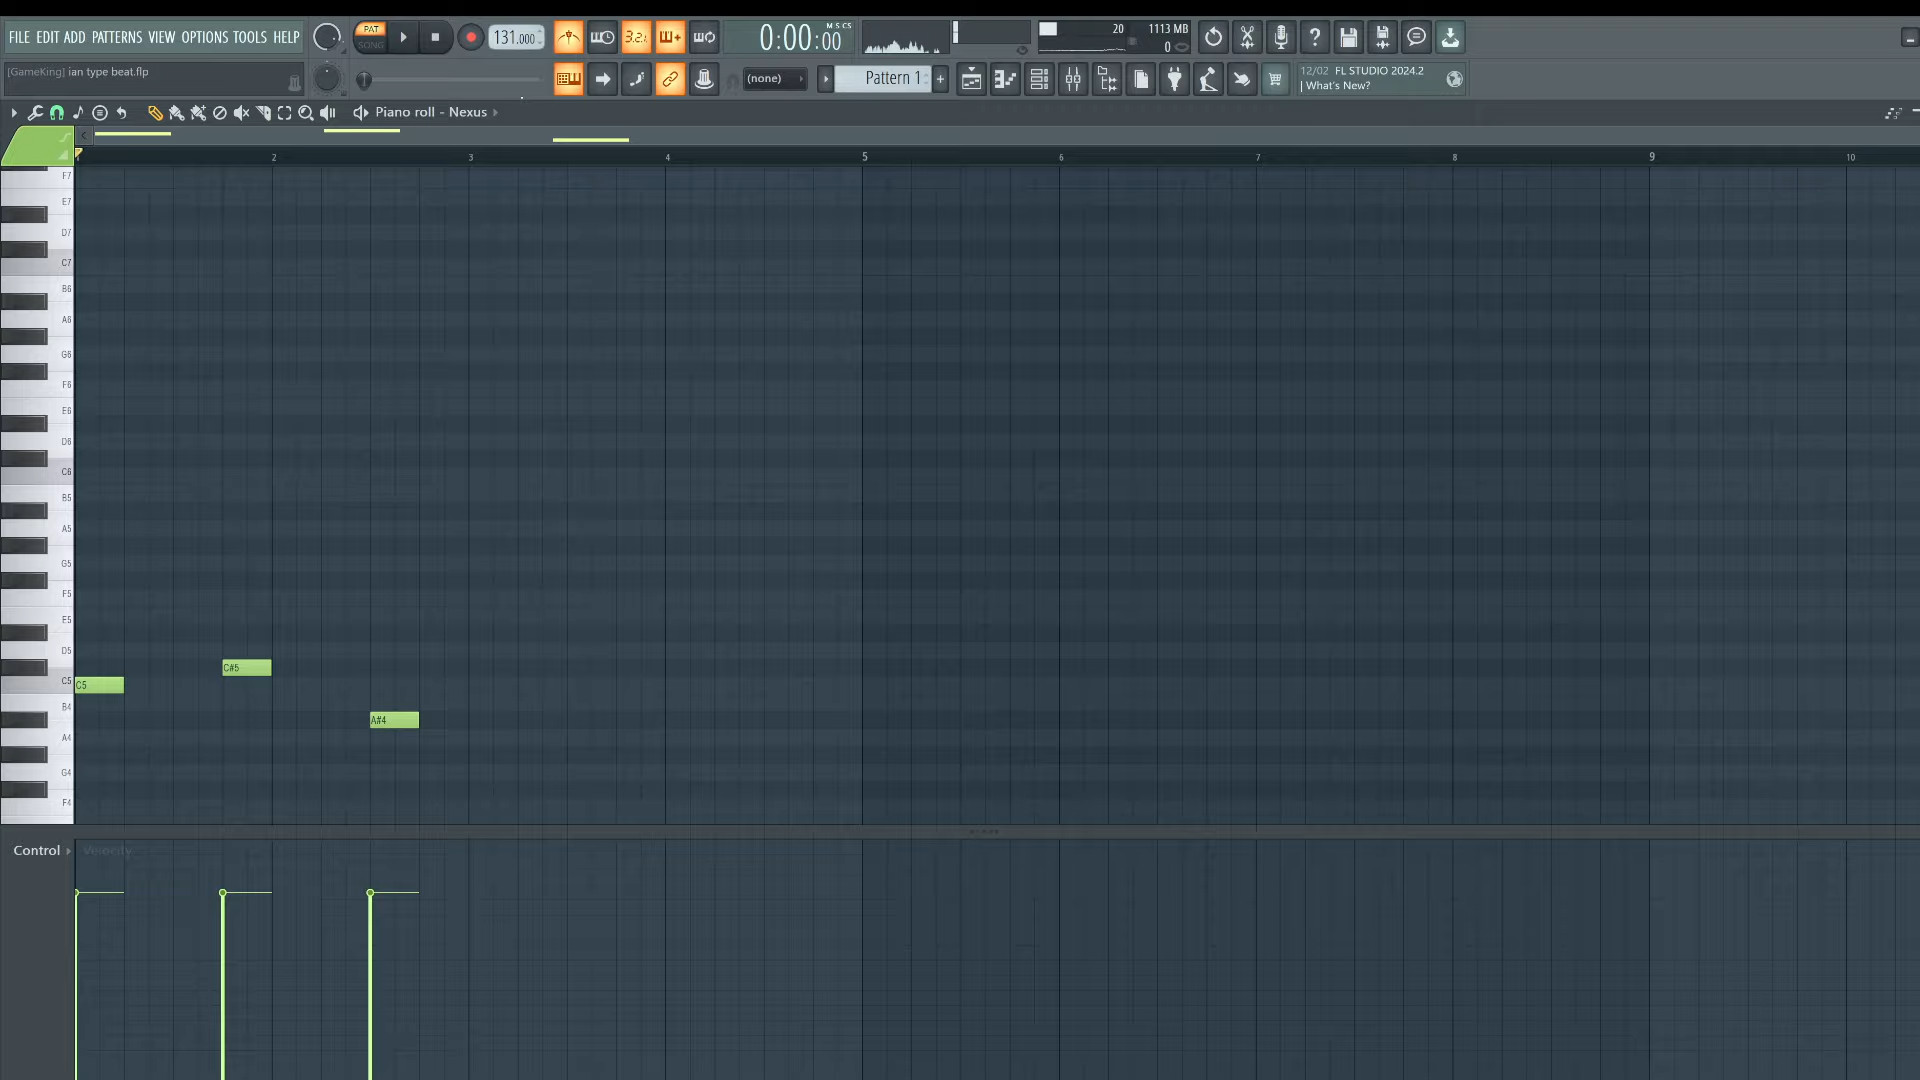 FILE EDIT ADD PATTERNS VIEW OPTIONS TOOLS HELP
PAT
SONG
131.000
3.2.
M:S:CS
0:00:00
20
1113 MB
0
[GameKing] ian type beat.flp
(none)
Pattern 1
+
12/02 FL STUDIO 2024.2
| What's New?
Piano roll - Nexus
2 3 4 5 6 7 8 9 10
F7
E7
D7
C7
B6
A6
G6
F6
E6
D6
C6
B5
A5
G5
F5
E5
D5
C#5
C5
C5
B4
A#4
A4
G4
F4
Control
Velocity